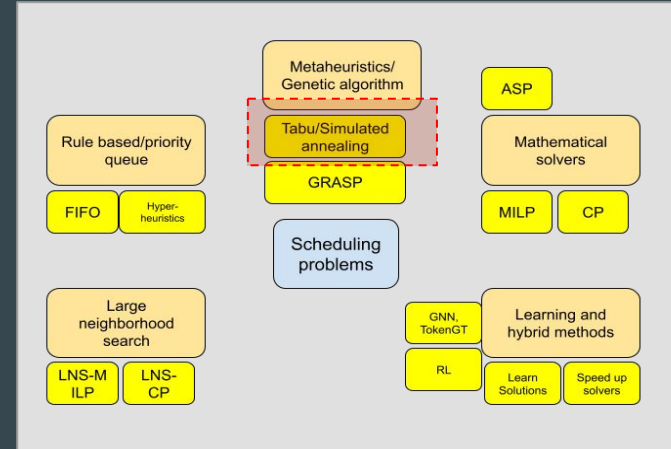 Metaheuristics/
Genetic algorithm
Tabu/Simulated
annealing
GRASP
ASP
Rule based/priority
queue
FIFO
Hyper-
heuristics
Mathematical
solvers
MILP
CP
Scheduling
problems
Large
neighborhood
search
LNS-M
ILP
LNS-
CP
GNN,
TokenGT
RL
Learning and
hybrid methods
Learn
Solutions
Speed up
solvers